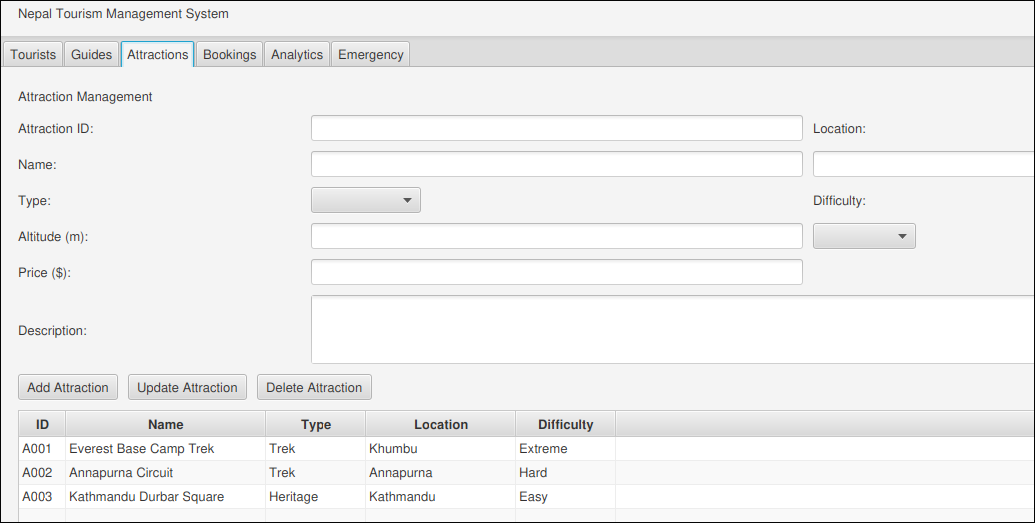 Nepal Tourism Management System
Tourists Guides Attractions Bookings Analytics Emergency
Attraction Management
Attraction ID: Location:
Name:
Type: Difficulty:
Altitude (m):
Price ($):
Description:
Add Attraction Update Attraction Delete Attraction
ID Name Type Location Difficulty
A001 Everest Base Camp Trek Trek Khumbu Extreme
A002 Annapurna Circuit Trek Annapurna Hard
A003 Kathmandu Durbar Square Heritage Kathmandu Easy